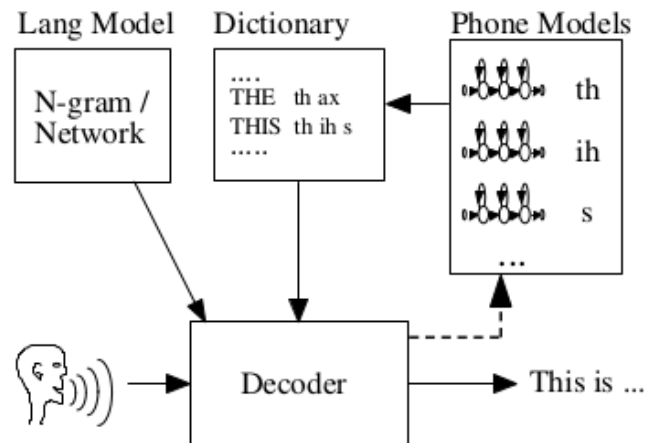 Lang Model
Dictionary
Phone Models
N-gram /
Network
....
THE th ax
THIS th ih s
.....
th
ih
s
...
Decoder
This is ...